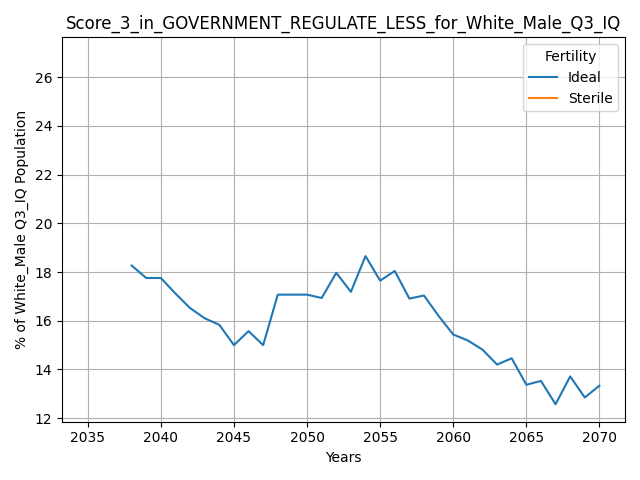 Score_3_in_GOVERNMENT_REGULATE_LESS_for_White_Male_Q3_IQ
Fertility
Ideal
Sterile
% of White_Male Q3_IQ Population
26
24
22
20
18
16
14
12
2035 2040 2045 2050 2055 2060 2065 2070
Years